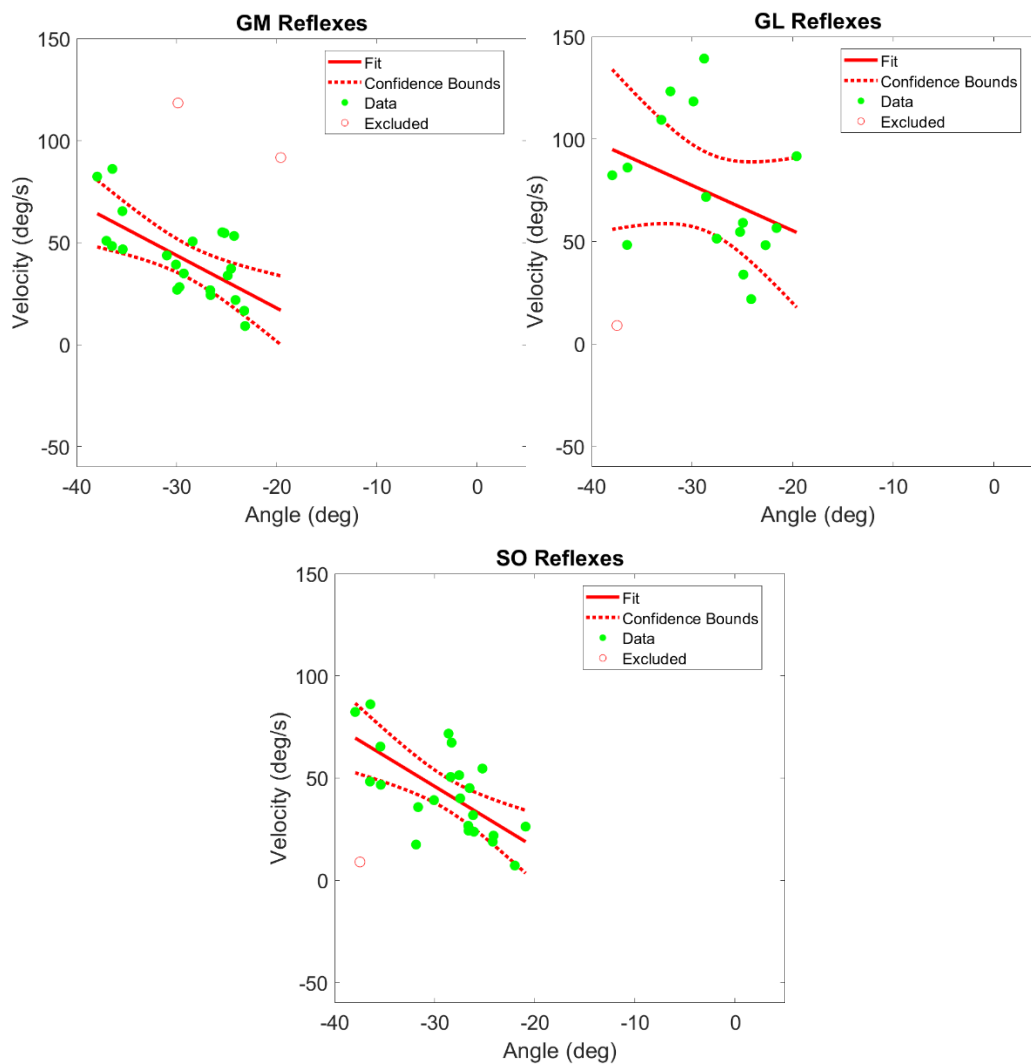 GM Reflexes
150
100
50
0
-50
-40
-30
-20
-10
0
Velocity (deg/s)
Angle (deg)
Fit
Confidence Bounds
Data
Excluded
GL Reflexes
150
100
50
0
-50
-40
-30
-20
-10
0
Velocity (deg/s)
Angle (deg)
Fit
Confidence Bounds
Data
Excluded
SO Reflexes
150
100
50
0
-50
-40
-30
-20
-10
0
Velocity (deg/s)
Angle (deg)
Fit
Confidence Bounds
Data
Excluded